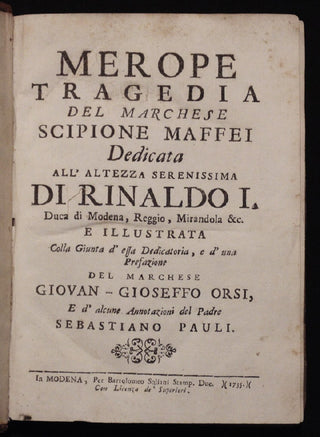 MEROPE
TRAGEDIA
DEL MARCHESE
SCIPIONE MAFFEI
Dedicata
ALL' ALTEZZA SERENISSIMA
DI RINALDO I.
Duca di Modena, Reggio, Mirandola &c.
E ILLUSTRATA
Colla Giunta d' essa Dedicatoria, e d' una
Prefazione
DEL MARCHESE
GIOVAN-GIOSEFFO ORSI,
E d' alcune Annotazioni del Padre
SEBASTIANO PAULI.
In MODENA, Per Bartolomeo Soliani Stamp. Duc. )( 1735. )(
Con Licenza de' Superiori.